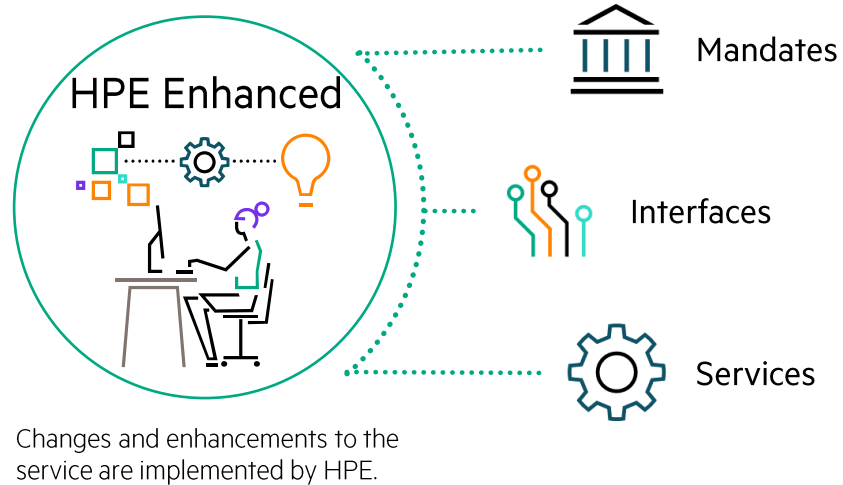 HPE Enhanced
Mandates
Interfaces
Services
Changes and enhancements to the
service are implemented by HPE.